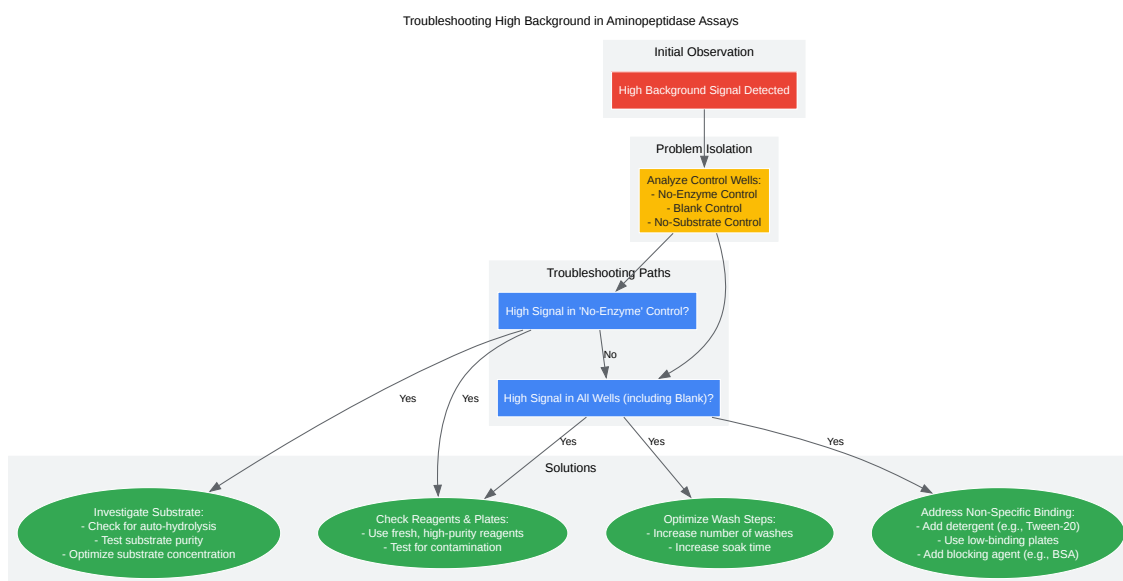 Troubleshooting High Background in Aminopeptidase Assays
Initial Observation
High Background Signal Detected
Problem Isolation
Analyze Control Wells:
- No-Enzyme Control
- Blank Control
- No-Substrate Control
Troubleshooting Paths
High Signal in 'No-Enzyme' Control?
No
High Signal in All Wells (including Blank)?
Yes
Yes
Yes
Yes
Yes
Solutions
Investigate Substrate:
- Check for auto-hydrolysis
- Test substrate purity
- Optimize substrate concentration
Check Reagents & Plates:
- Use fresh, high-purity reagents
- Test for contamination
Optimize Wash Steps:
- Increase number of washes
- Increase soak time
Address Non-Specific Binding:
- Add detergent (e.g., Tween-20)
- Use low-binding plates
- Add blocking agent (e.g., BSA)